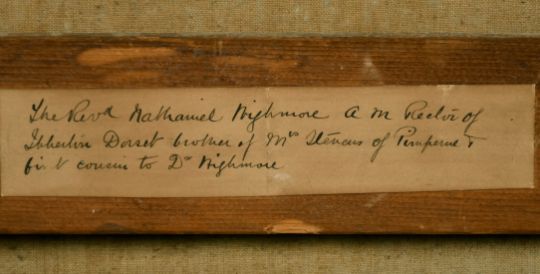 The Revd Nathaniel Highmore A M Rector of
Ibberton Dorset brother of Mrs Stevens of Pimperne &
first cousin to Dr Highmore